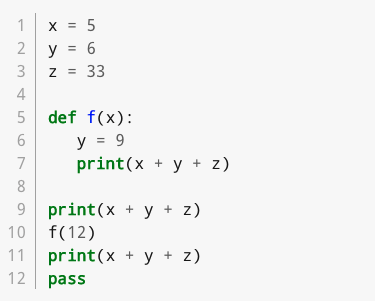 1 x = 5
2 y = 6
3 z = 33
4
5 def f(x):
6    y = 9
7    print(x + y + z)
8
9 print(x + y + z)
10 f(12)
11 print(x + y + z)
12 pass